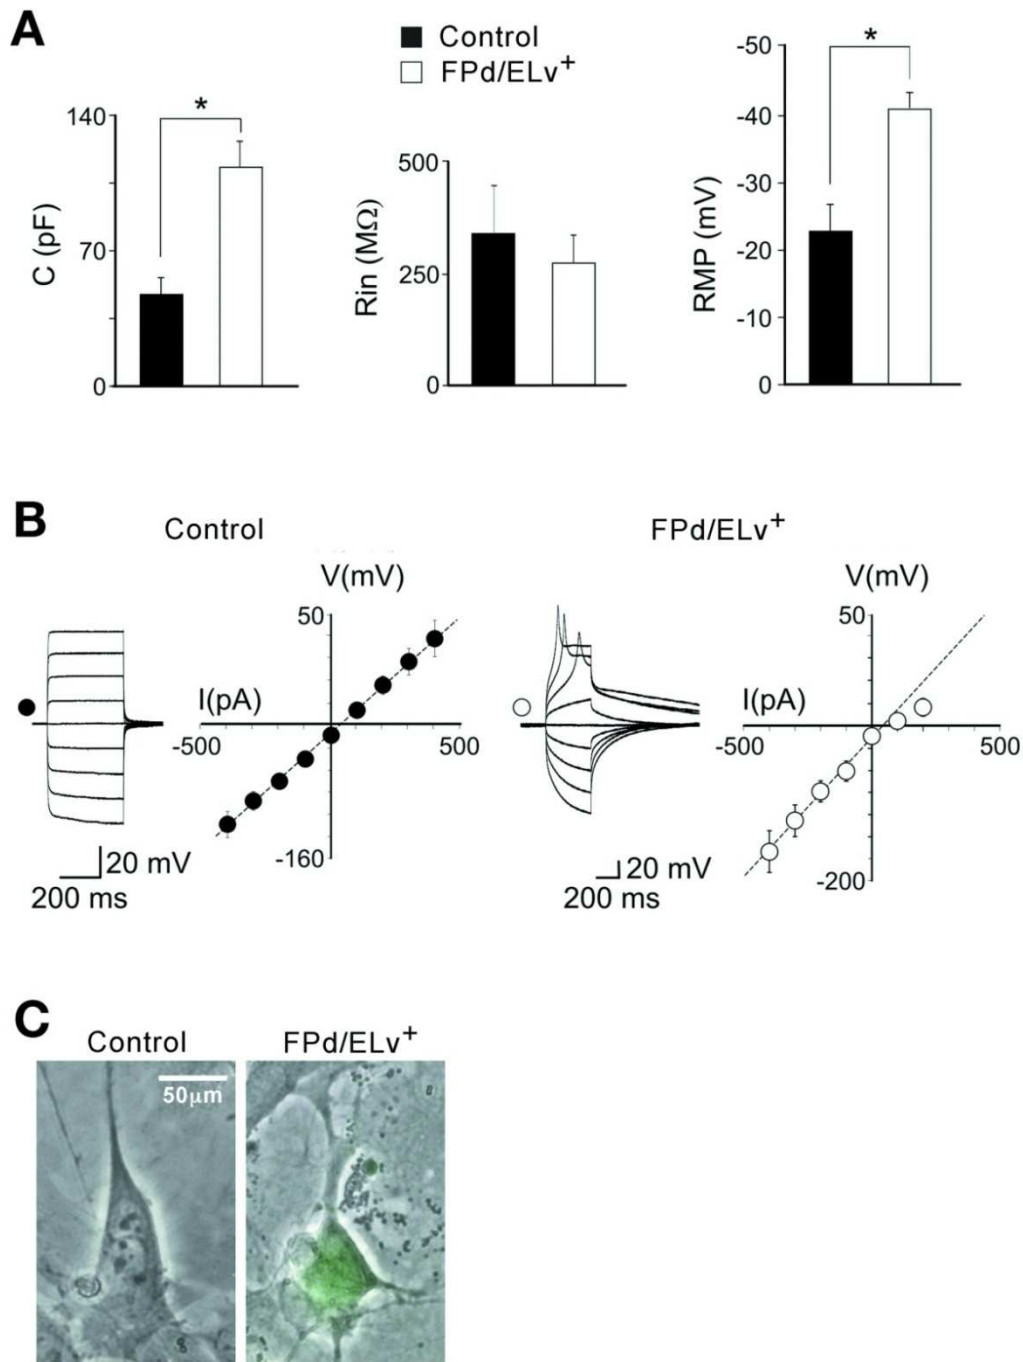 A
Control
FPd/ELv+
*
140
70
0
C (pF)
500
250
0
Rin (MΩ)
*
-50
-40
-30
-20
-10
0
RMP (mV)
B
Control
V(mV)
50
I(pA)
-500
500
-160
20 mV
200 ms
FPd/ELv+
V(mV)
50
I(pA)
-500
500
-200
20 mV
200 ms
C
Control
FPd/ELv+
50μm